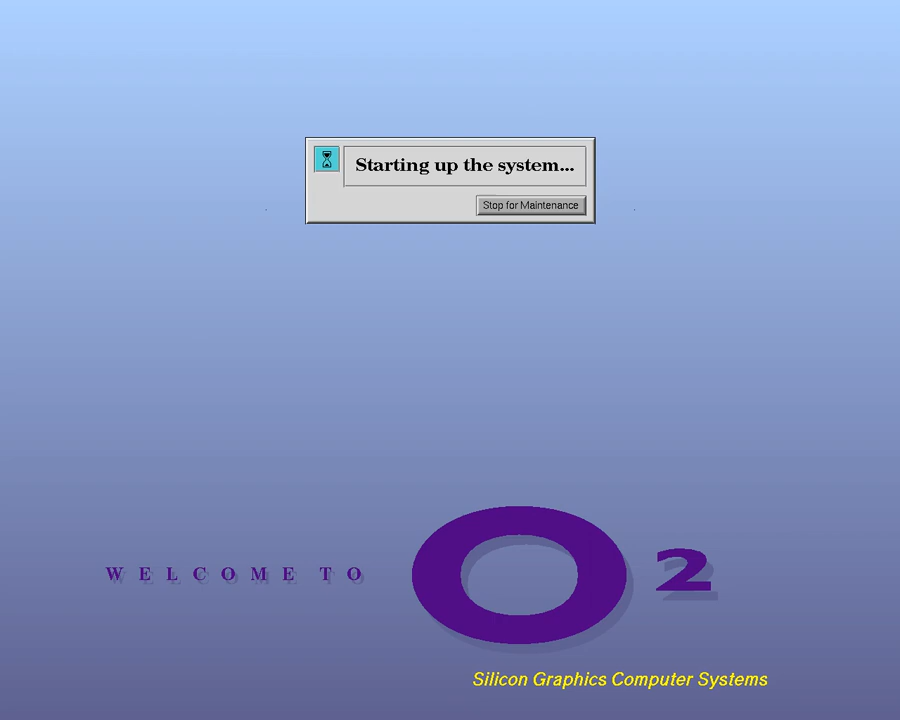 Starting up the system...
Stop for Maintenance
WELCOME TO O2
Silicon Graphics Computer Systems